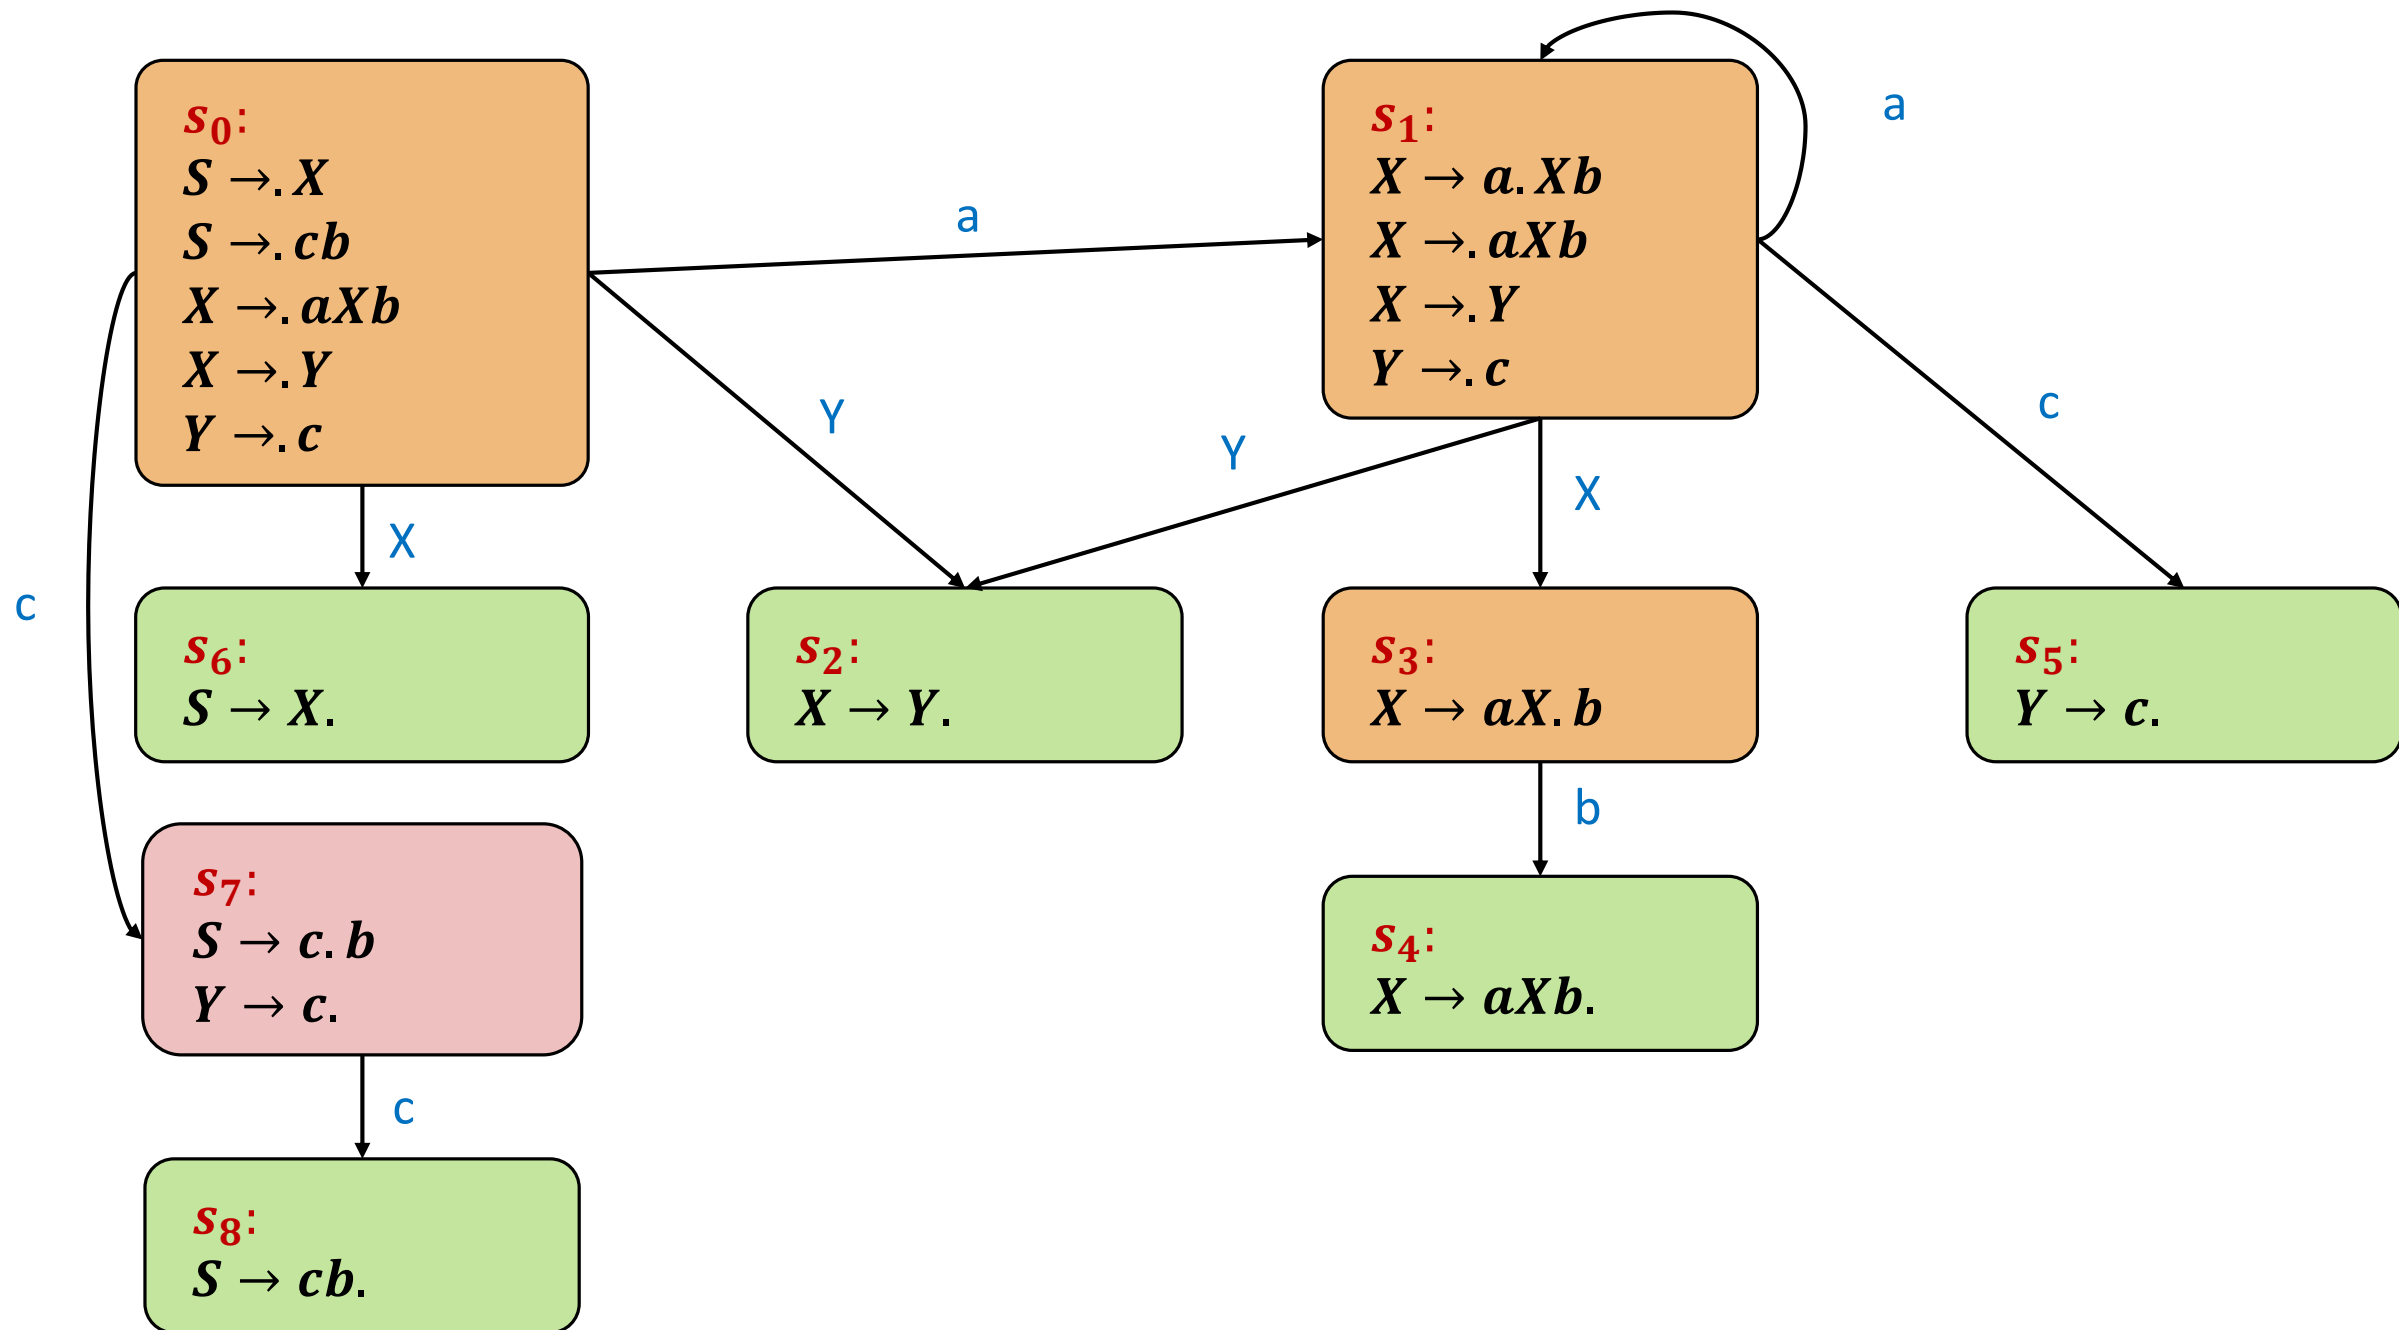 s₀:
S →. X
S →. cb
X →. aXb
X →. Y
Y →. c
a
s₁:
X → a. Xb
X →. aXb
X →. Y
Y →. c
a
Y
Y
X
c
X
c
s₆:
S → X.
s₂:
X → Y.
s₃:
X → aX. b
s₅:
Y → c.
b
s₇:
S → c. b
Y → c.
s₄:
X → aXb.
c
s₈:
S → cb.